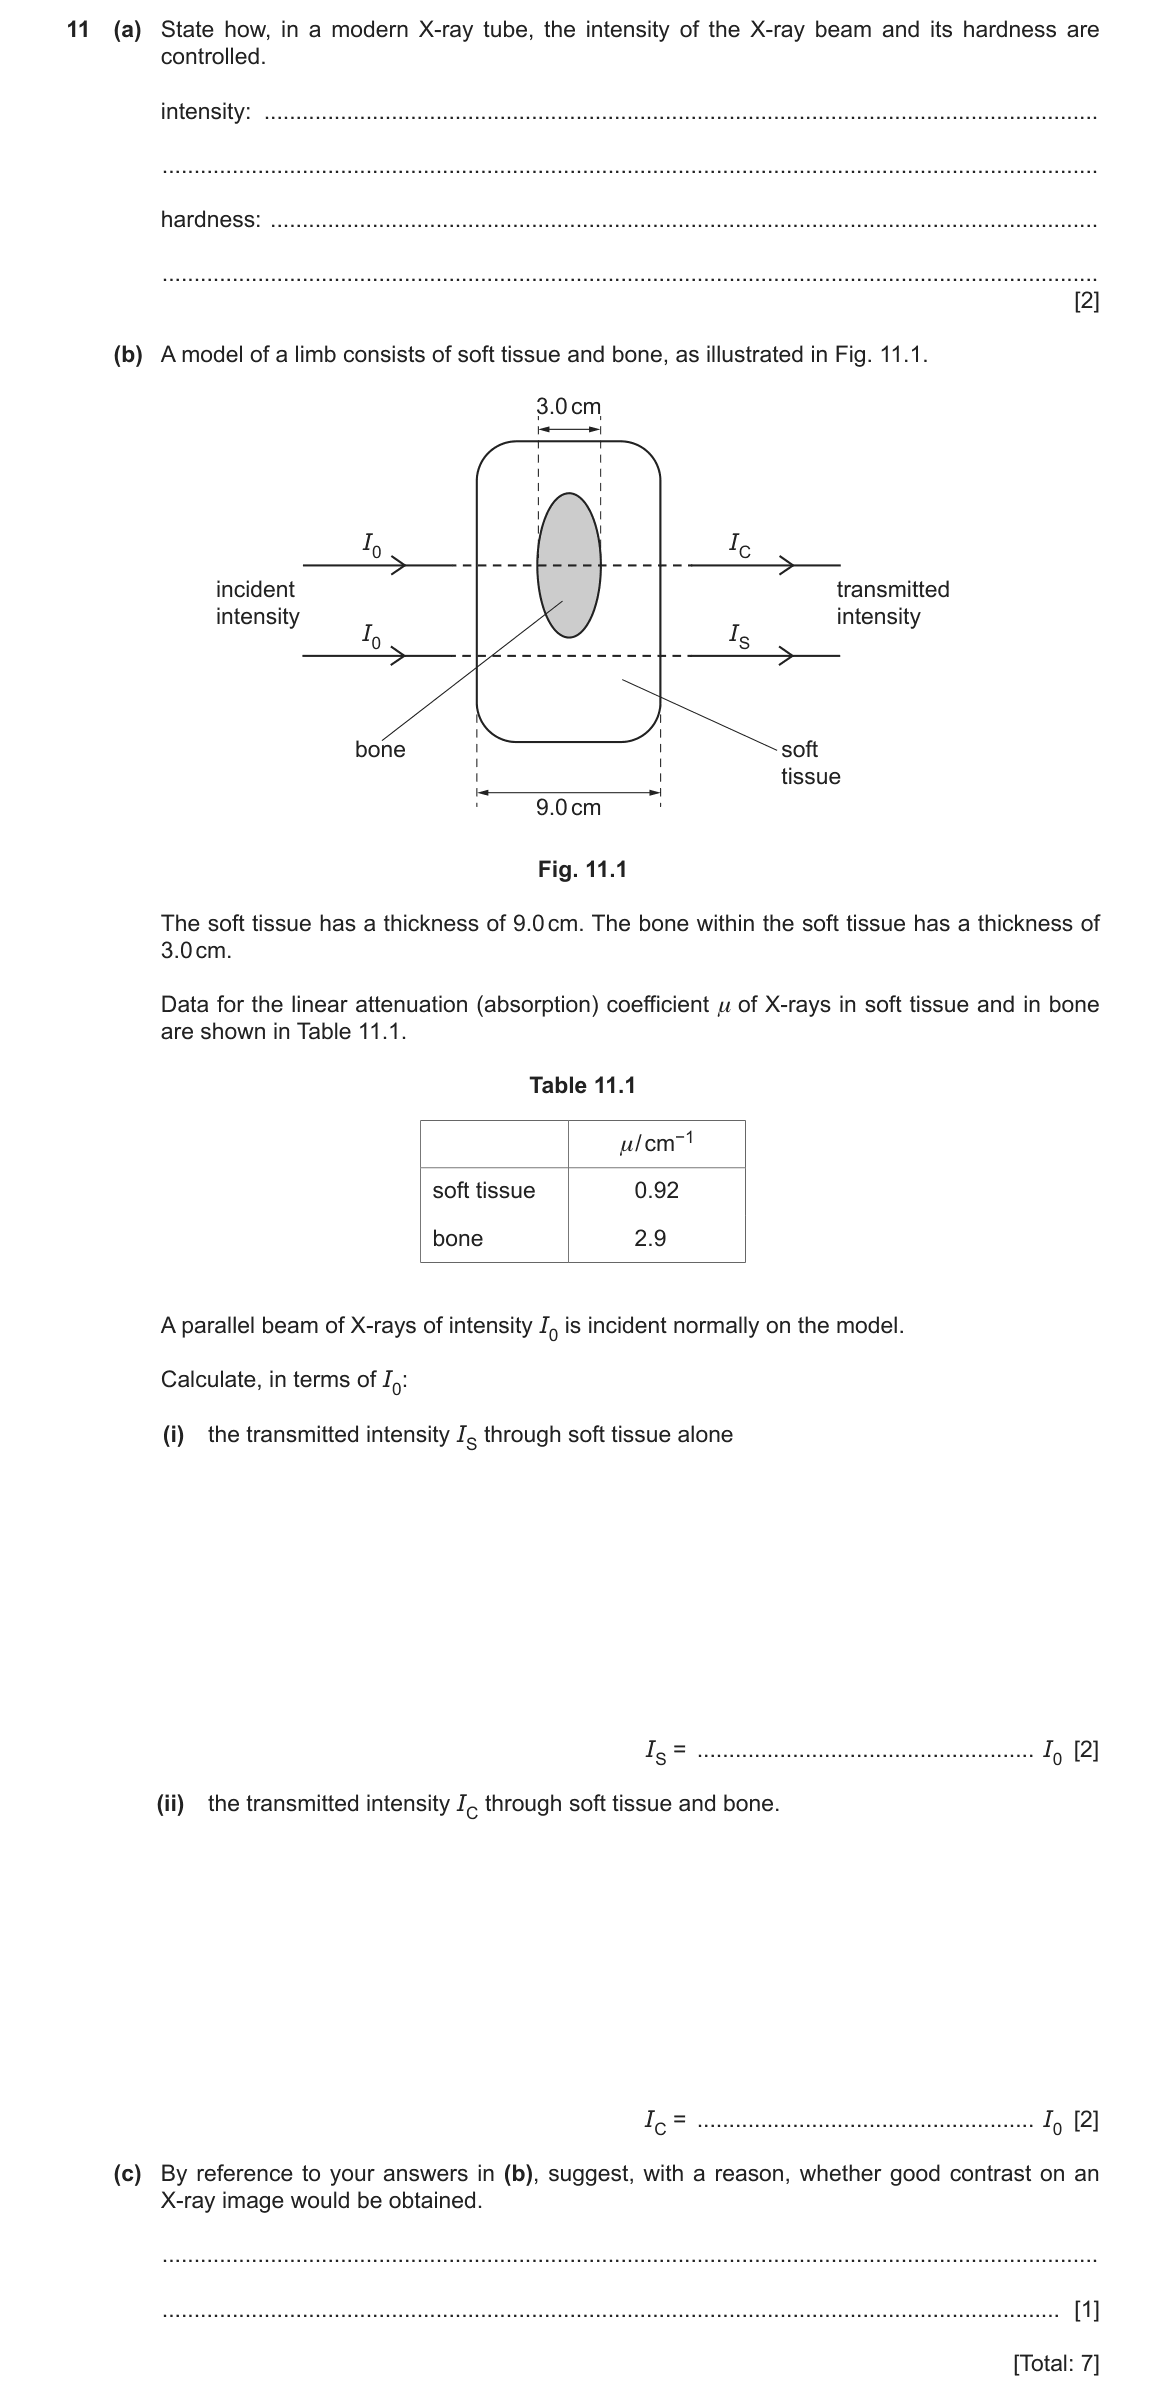 11 (a) State how, in a modern X-ray tube, the intensity of the X-ray beam and its hardness are
controlled.
intensity: ....................................................................................................................................
....................................................................................................................................................
hardness: ...................................................................................................................................
....................................................................................................................................................
[2]
(b) A model of a limb consists of soft tissue and bone, as illustrated in Fig. 11.1.
3.0 cm
I0 IC
incident intensity
transmitted intensity
I0 IS
bone
soft tissue
9.0 cm
Fig. 11.1
The soft tissue has a thickness of 9.0 cm. The bone within the soft tissue has a thickness of
3.0 cm.
Data for the linear attenuation (absorption) coefficient μ of X-rays in soft tissue and in bone
are shown in Table 11.1.
Table 11.1
μ/cm⁻¹
soft tissue 0.92
bone 2.9
A parallel beam of X-rays of intensity I0 is incident normally on the model.
Calculate, in terms of I0:
(i) the transmitted intensity IS through soft tissue alone
IS = ..................................................... I0 [2]
(ii) the transmitted intensity IC through soft tissue and bone.
IC = ..................................................... I0 [2]
(c) By reference to your answers in (b), suggest, with a reason, whether good contrast on an
X-ray image would be obtained.
....................................................................................................................................................
.............................................................................................................................................. [1]
[Total: 7]